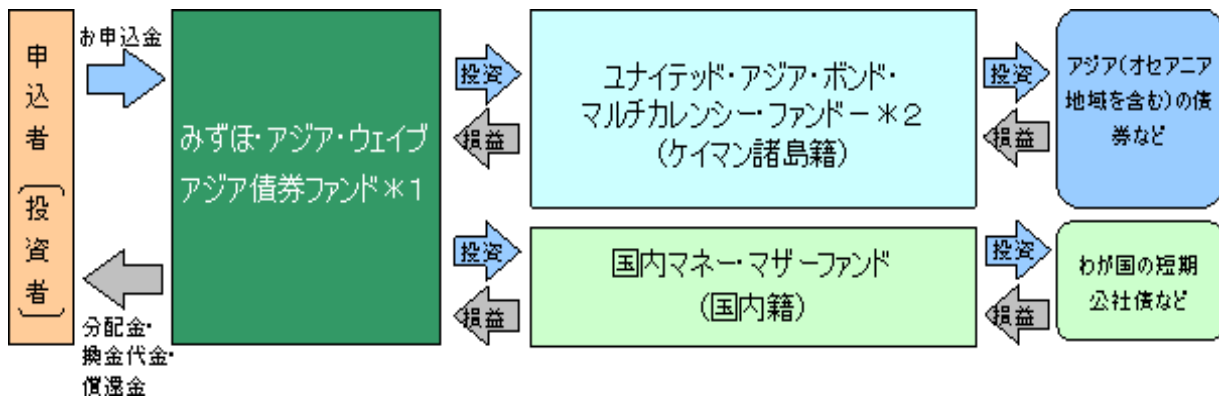 申込者〔投資者〕
お申込金
分配金・
換金代金・
償還金
みずほ・アジア・ウェイブ
アジア債券ファンド＊1
投資
損益
ユナイテッド・アジア・ボンド・
マルチカレンシー・ファンドー＊2
（ケイマン諸島籍）
投資
損益
アジア（オセアニア
地域を含む）の債
券など
投資
損益
国内マネー・マザーファンド
（国内籍）
投資
損益
わが国の短期
公社債など